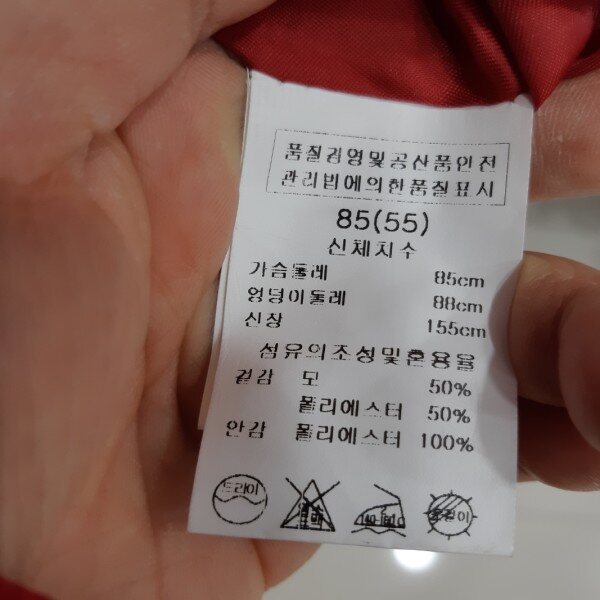 품질경영및공산품안전
관리법에의한품질표시
85(55)
신체치수
가슴둘레 85cm
엉덩이둘레 88cm
신장 155cm
섬유의조성및혼용율
겉감 모 50%
폴리에스터 50%
안감 폴리에스터 100%
드라이